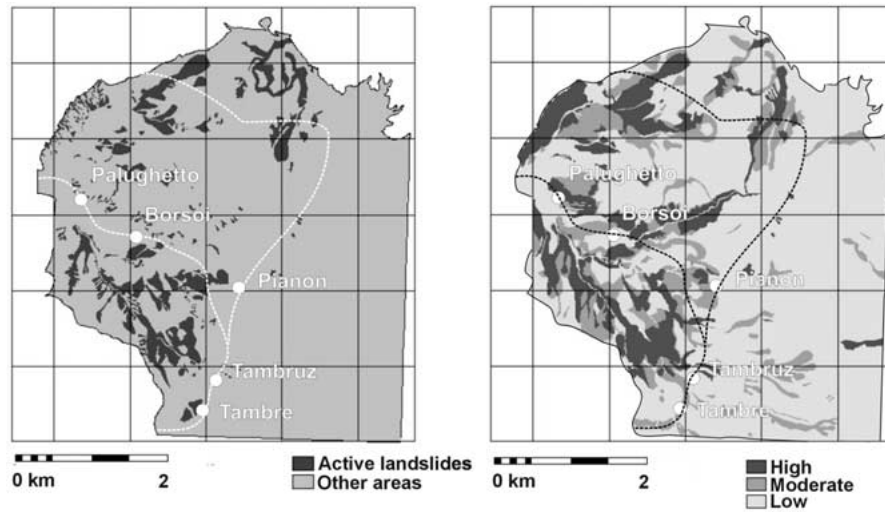 Palughetto
Borsoi
Pianon
Tambruz
Tambre
0 km 2
Active landslides
Other areas
Palughetto
Borsoi
Pianon
Tambruz
Tambre
0 km 2
High
Moderate
Low